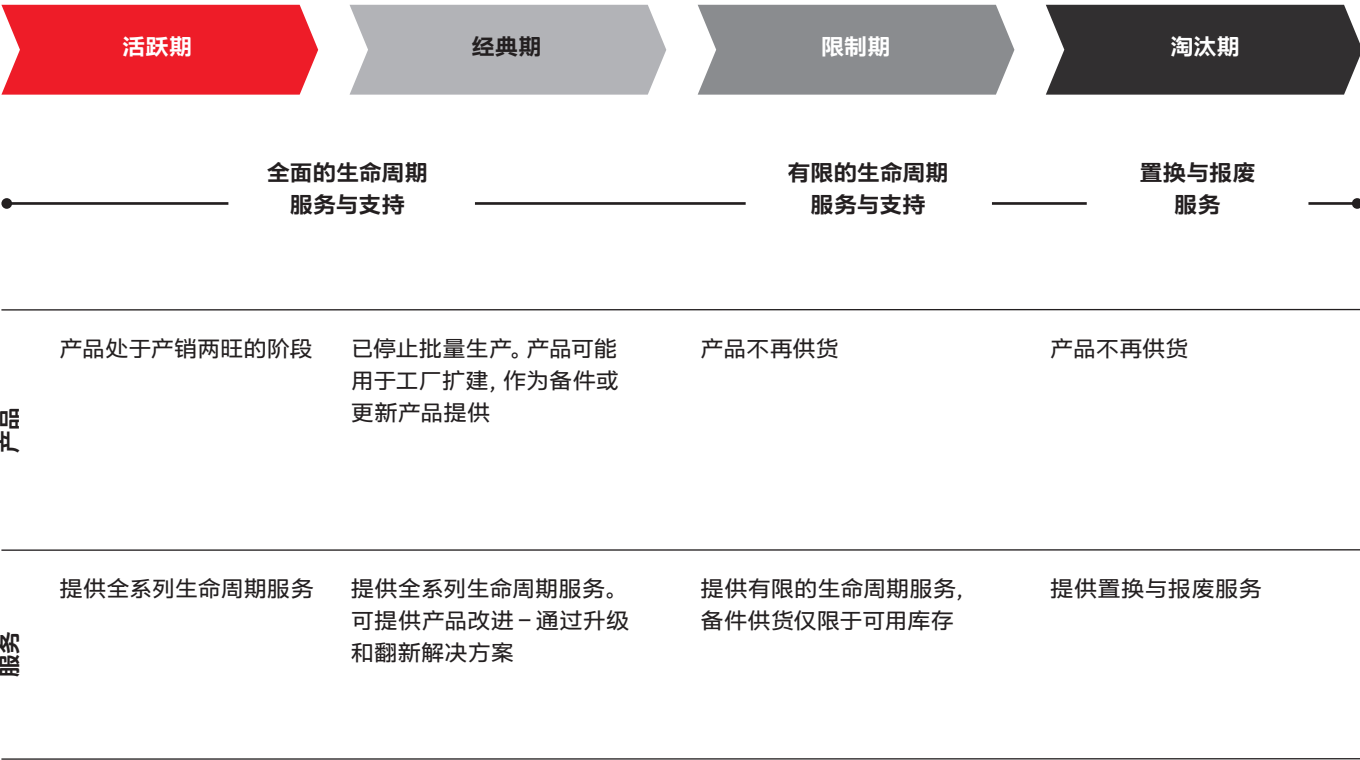 活跃期
经典期
限制期
淘汰期
全面的生命周期
服务与支持
有限的生命周期
服务与支持
置换与报废
服务
产品
产品处于产销两旺的阶段
已停止批量生产。产品可能
用于工厂扩建, 作为备件或
更新产品提供
产品不再供货
产品不再供货
服务
提供全系列生命周期服务
提供全系列生命周期服务。
可提供产品改进 – 通过升级
和翻新解决方案
提供有限的生命周期服务,
备件供货仅限于可用库存
提供置换与报废服务